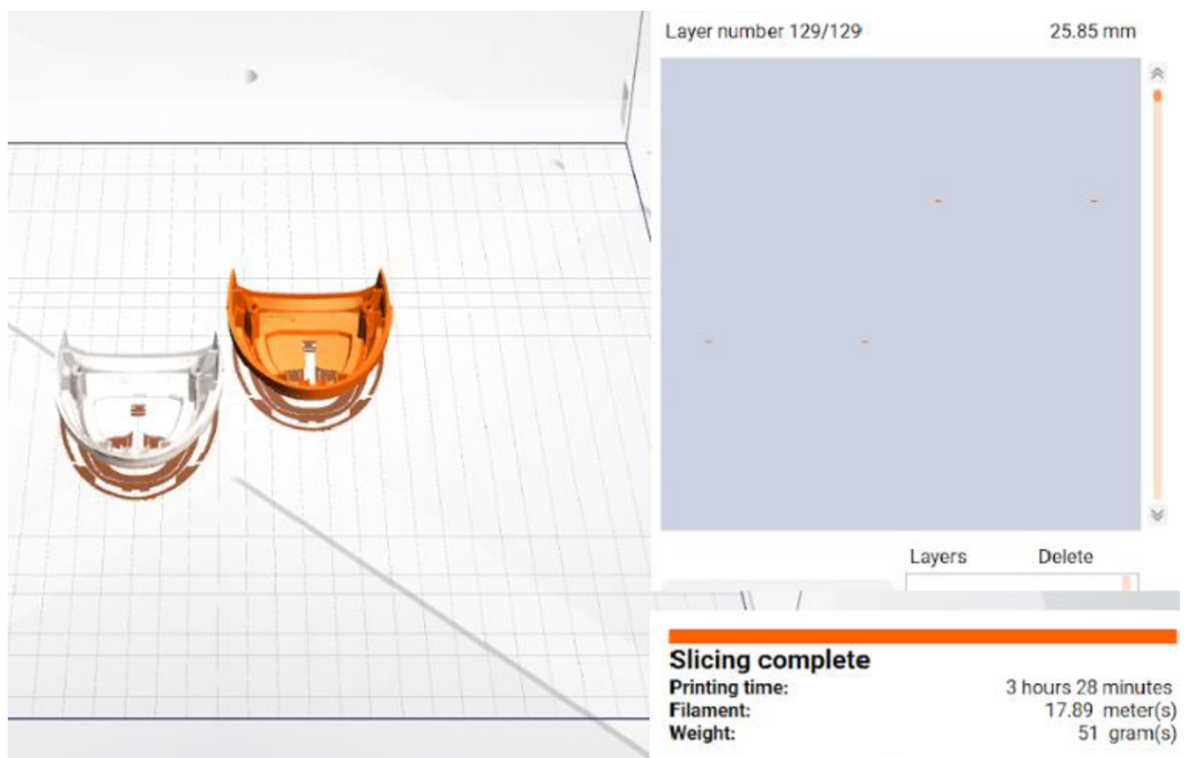 Layer number 129/129 25.85 mm
Layers Delete
Slicing complete
Printing time: 3 hours 28 minutes
Filament: 17.89 meter(s)
Weight: 51 gram(s)